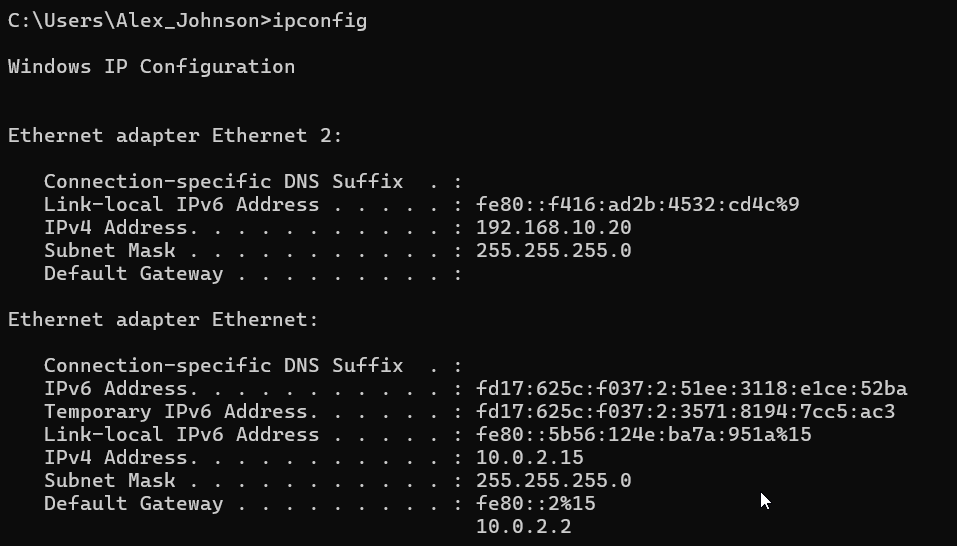 C:\Users\Alex_Johnson>ipconfig
Windows IP Configuration
Ethernet adapter Ethernet 2:
   Connection-specific DNS Suffix  . :
   Link-local IPv6 Address . . . . . : fe80::f416:ad2b:4532:cd4c%9
   IPv4 Address. . . . . . . . . . . : 192.168.10.20
   Subnet Mask . . . . . . . . . . . : 255.255.255.0
   Default Gateway . . . . . . . . . :
Ethernet adapter Ethernet:
   Connection-specific DNS Suffix  . :
   IPv6 Address. . . . . . . . . . . : fd17:625c:f037:2:51ee:3118:e1ce:52ba
   Temporary IPv6 Address. . . . . . : fd17:625c:f037:2:3571:8194:7cc5:ac3
   Link-local IPv6 Address . . . . . : fe80::5b56:124e:ba7a:951a%15
   IPv4 Address. . . . . . . . . . . : 10.0.2.15
   Subnet Mask . . . . . . . . . . . : 255.255.255.0
   Default Gateway . . . . . . . . . : fe80::2%15
                                       10.0.2.2